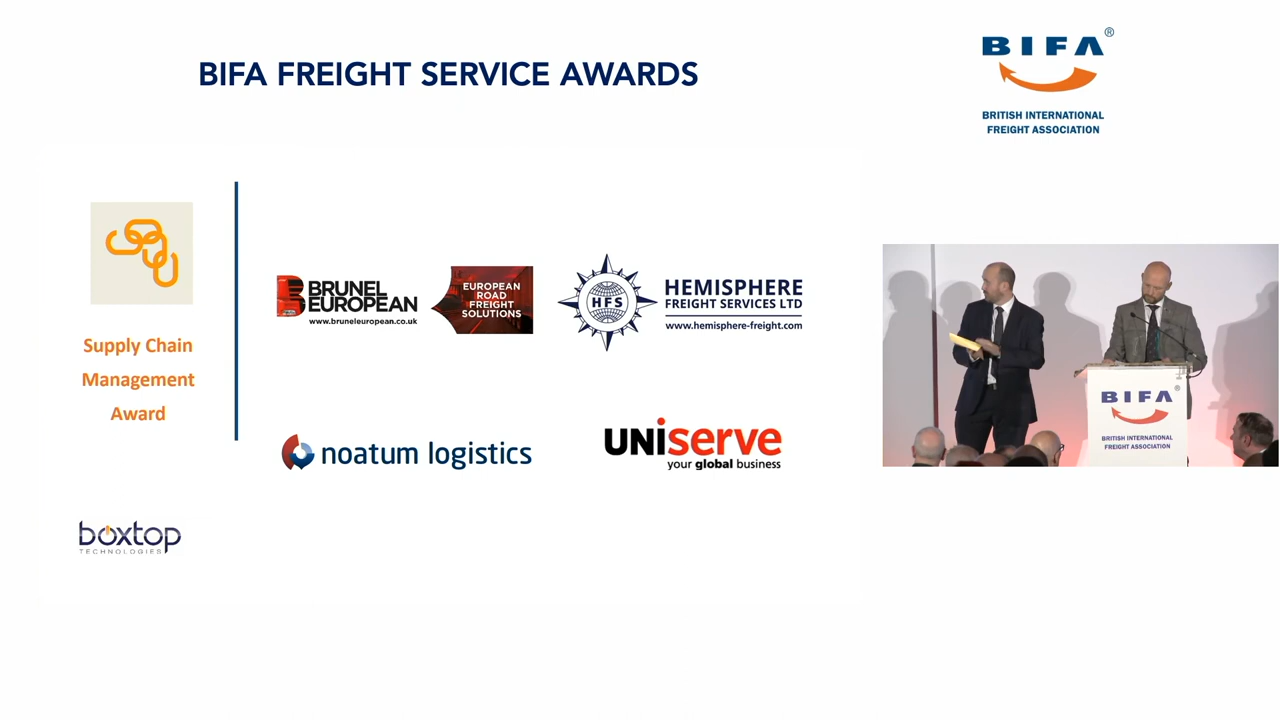 BIFA FREIGHT SERVICE AWARDS
BIFA®
BRITISH INTERNATIONAL
FREIGHT ASSOCIATION
Supply Chain
Management
Award
BRUNEL
EUROPEAN
www.bruneleuropean.co.uk
EUROPEAN
ROAD
FREIGHT
SOLUTIONS
HFS
HEMISPHERE
FREIGHT SERVICES LTD
www.hemisphere-freight.com
noatum logistics
UNiserve
your global business
boxtop
TECHNOLOGIES
BIFA®
BRITISH INTERNATIONAL
FREIGHT ASSOCIATION